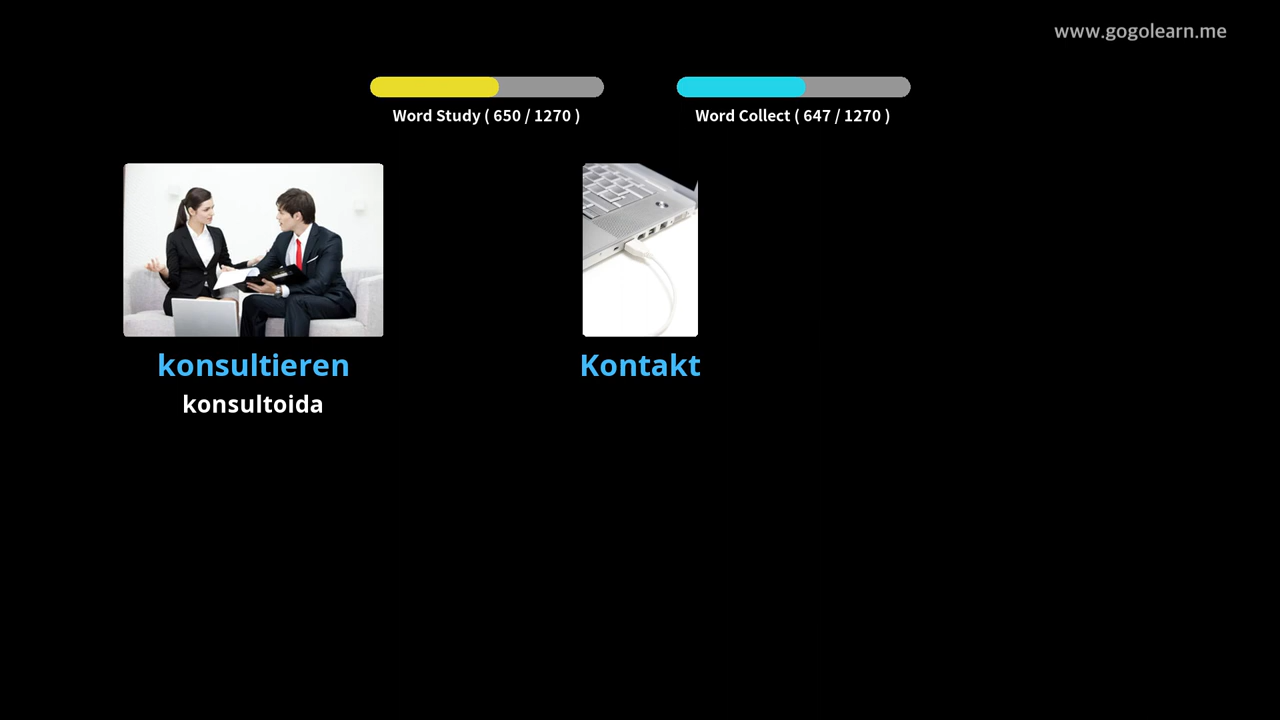 www.gogolearn.me
Word Study ( 650 / 1270 )
Word Collect ( 647 / 1270 )
konsultieren
Kontakt
konsultoida